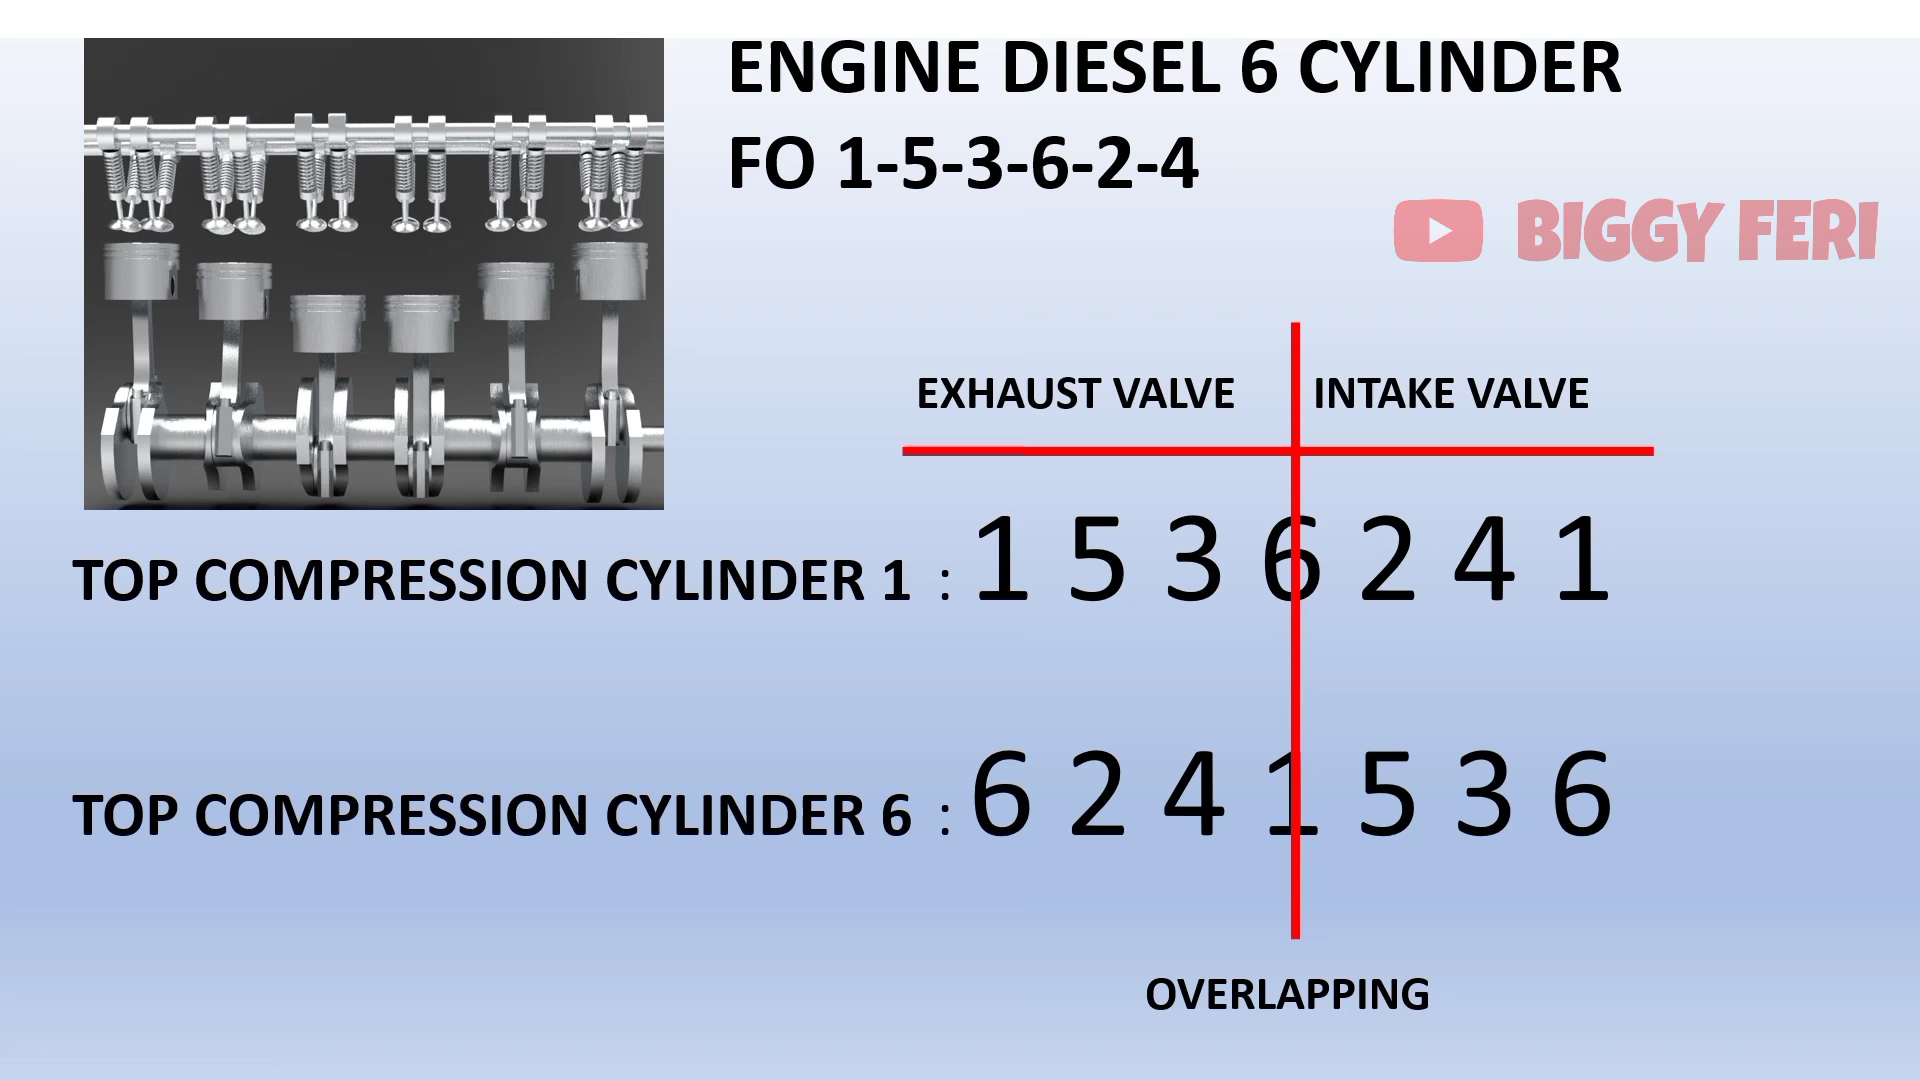 ENGINE DIESEL 6 CYLINDER
FO 1-5-3-6-2-4
BIGGY FERI
EXHAUST VALVE INTAKE VALVE
TOP COMPRESSION CYLINDER 1 : 1 5 3 6 2 4 1
TOP COMPRESSION CYLINDER 6 : 6 2 4 1 5 3 6
OVERLAPPING